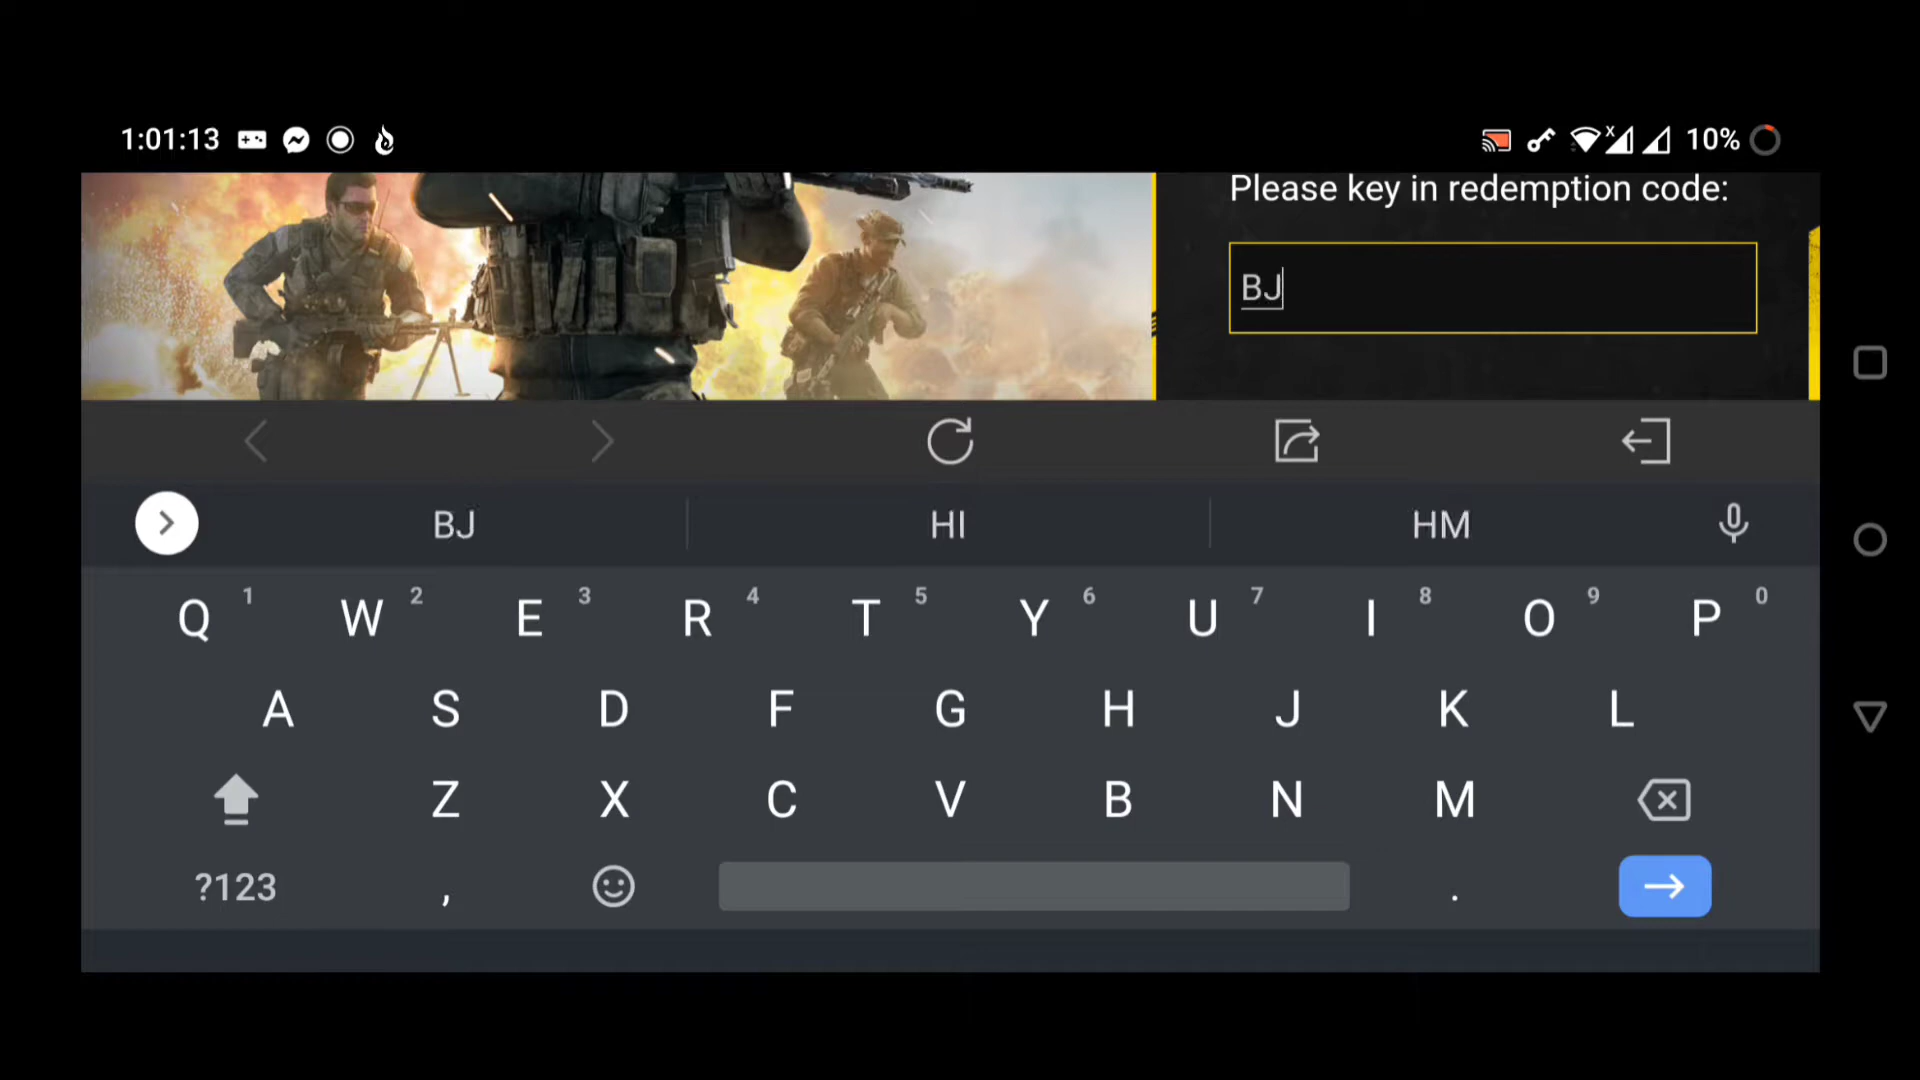 1:01:13 10%
Please key in redemption code:
BJ
BJ HI HM
Q 1 W 2 E 3 R 4 T 5 Y 6 U 7 I 8 O 9 P 0
A S D F G H J K L
Z X C V B N M
?123 , .